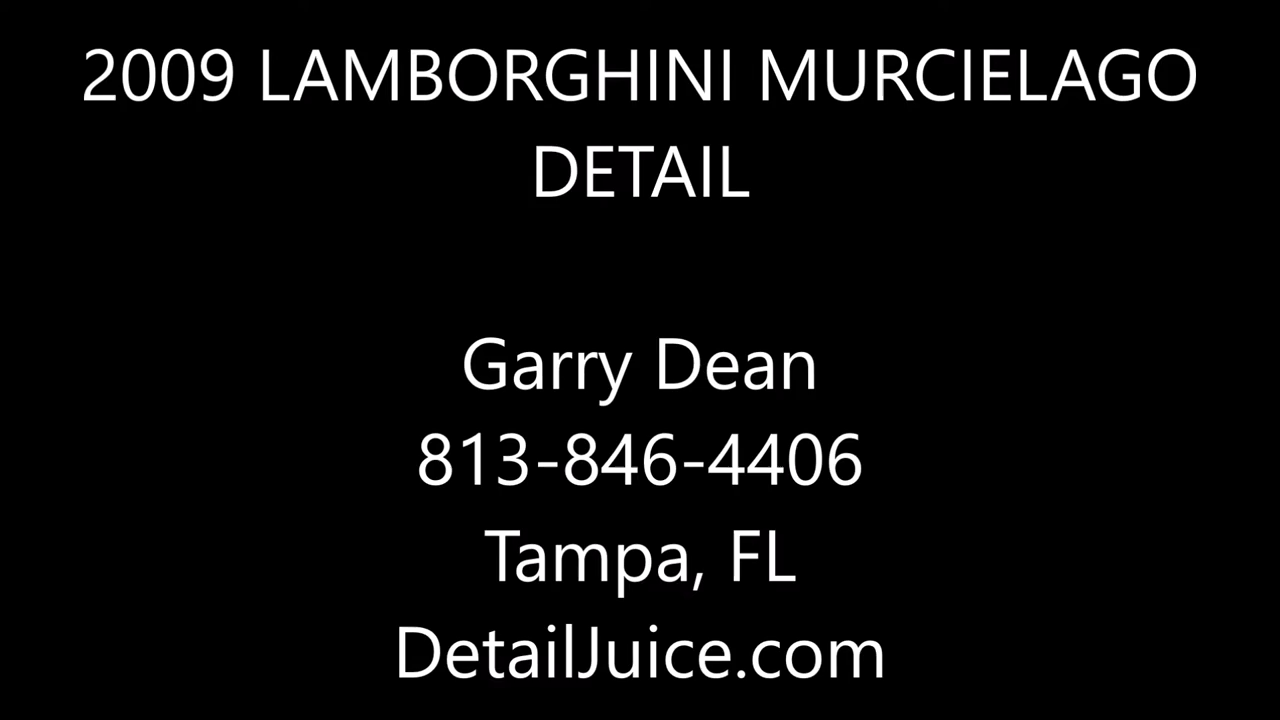 2009 LAMBORGHINI MURCIELAGO
DETAIL
Garry Dean
813-846-4406
Tampa, FL
DetailJuice.com